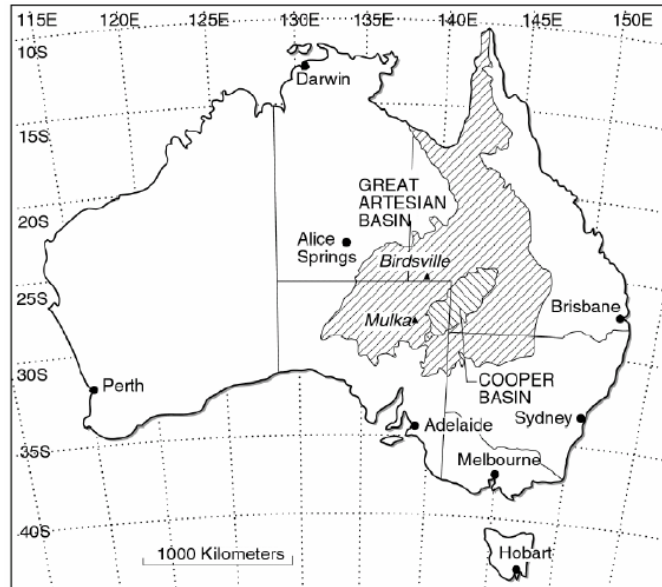 115E 120E 125E 130E 135E 140E 145E 150E
10S
15S
20S
25S
30S
35S
40S
Darwin
GREAT
ARTESIAN
BASIN
Alice
Springs
Birdsville
Mulka
Brisbane
Perth
COOPER
BASIN
Adelaide
Sydney
Melbourne
1000 Kilometers
Hobart